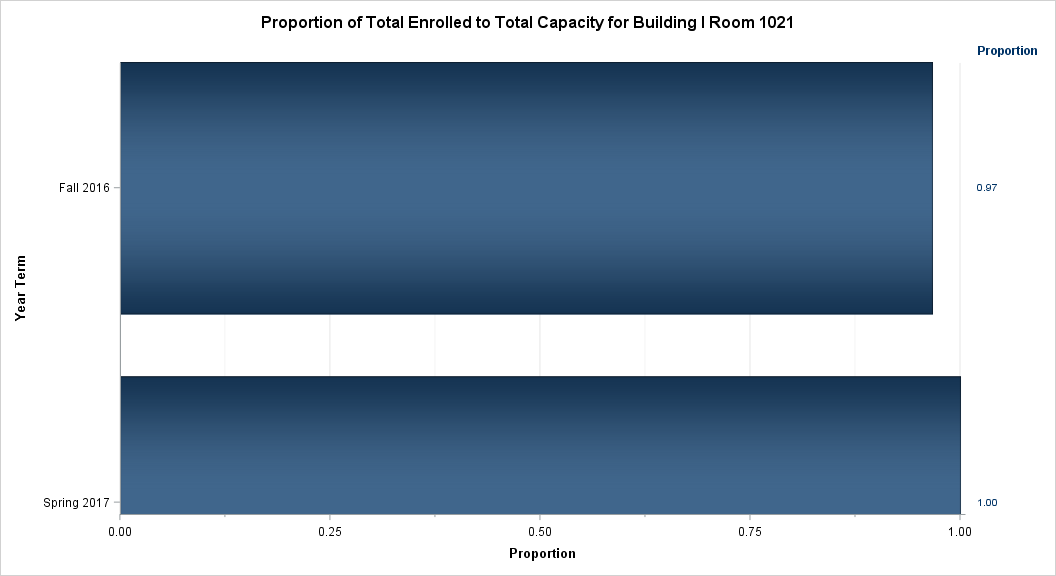 Proportion of Total Enrolled to Total Capacity for Building I Room 1021
Proportion
Fall 2016
0.97
Year Term
Spring 2017
1.00
0.00 0.25 0.50 0.75 1.00
Proportion